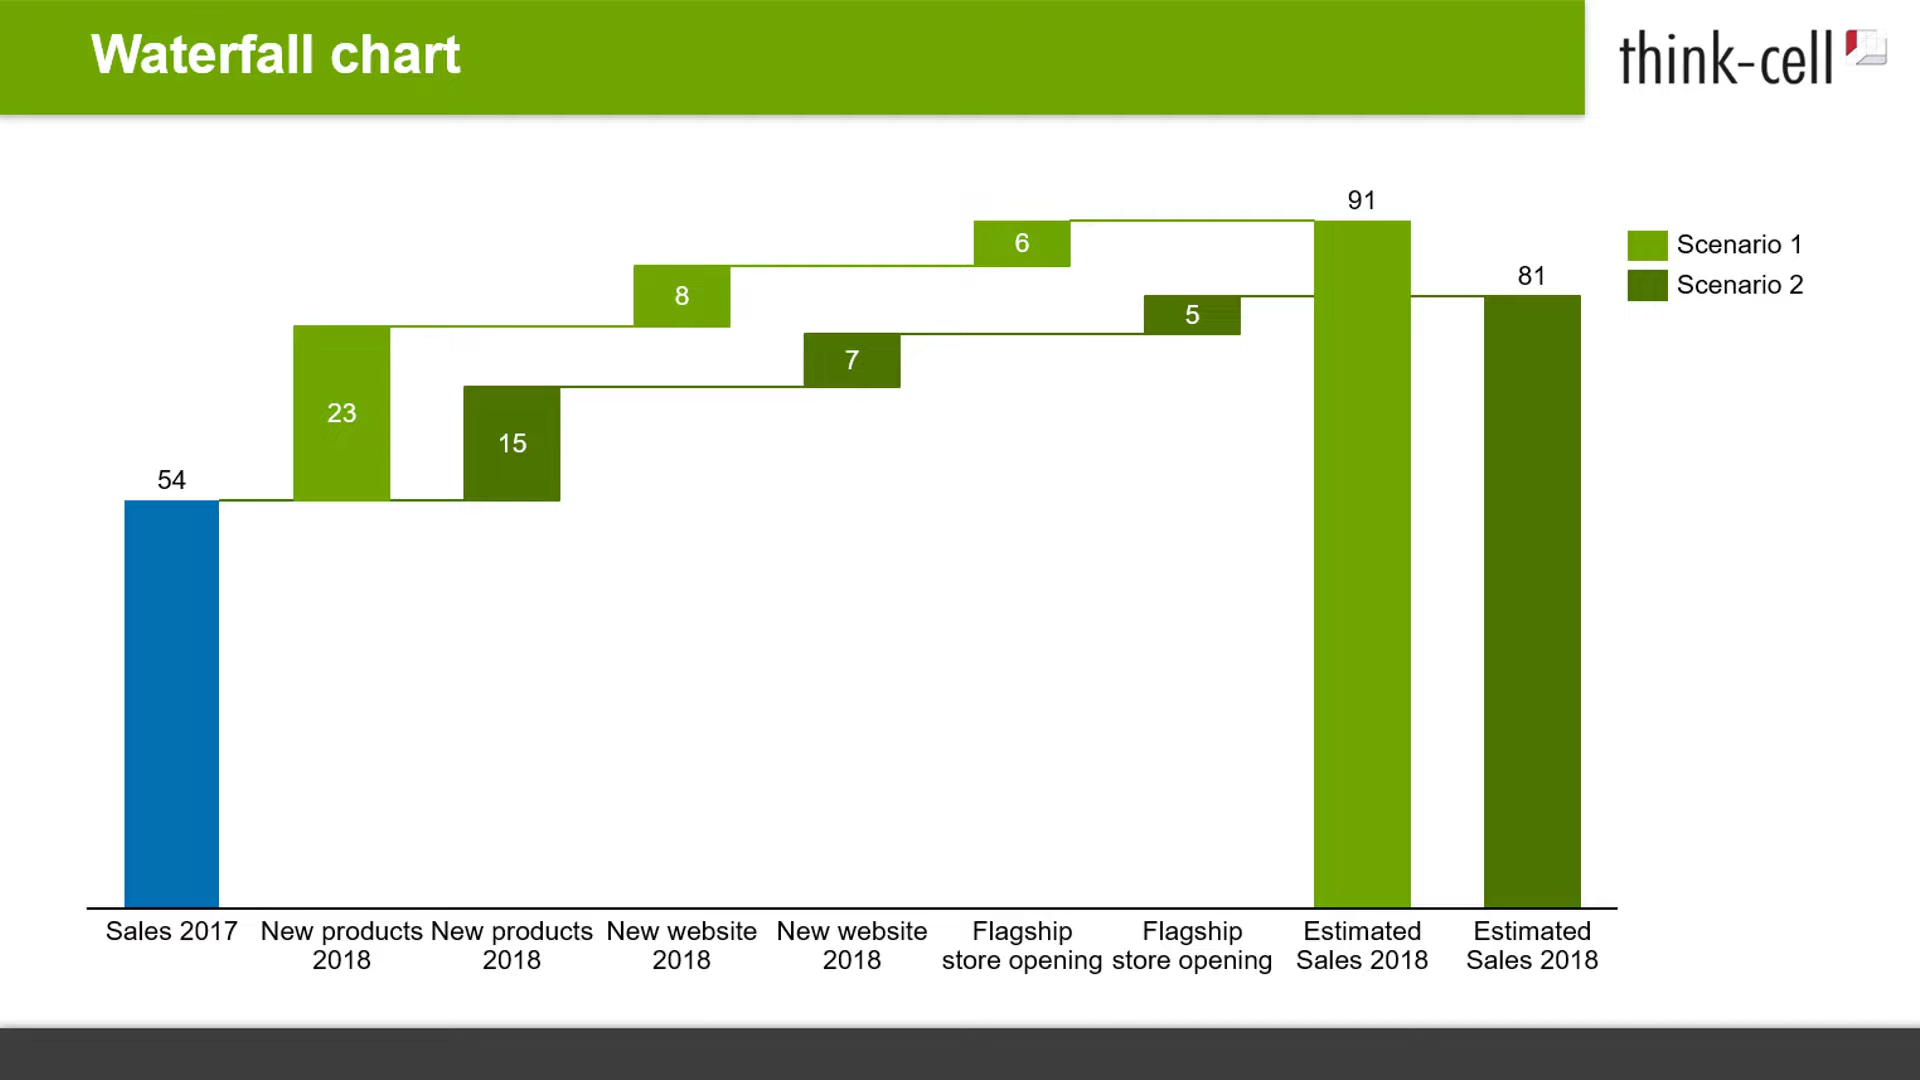 Waterfall chart
think-cell
91
6
Scenario 1
81
Scenario 2
8
5
7
23
15
54
Sales 2017
New products
2018
New products
2018
New website
2018
New website
2018
Flagship
store opening
Flagship
store opening
Estimated
Sales 2018
Estimated
Sales 2018